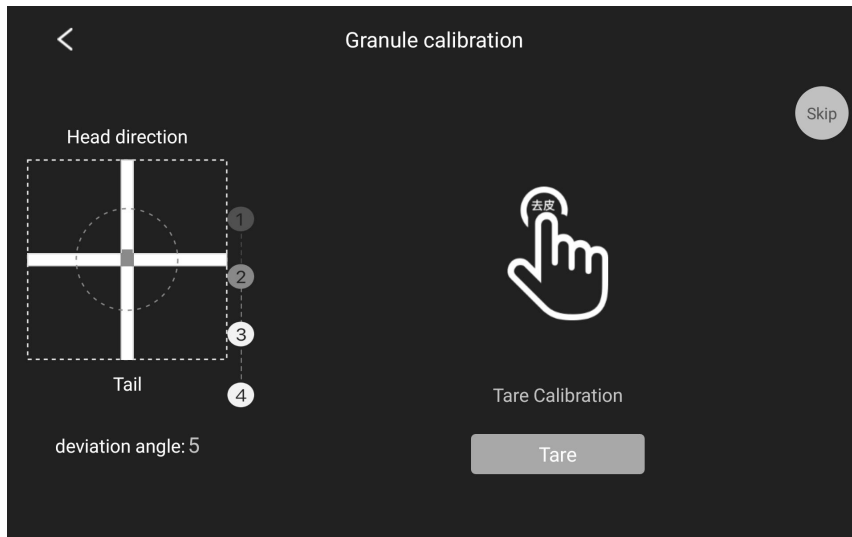 Granule calibration
Skip
Head direction
1
2
3
4
Tail
deviation angle: 5
去皮
Tare Calibration
Tare